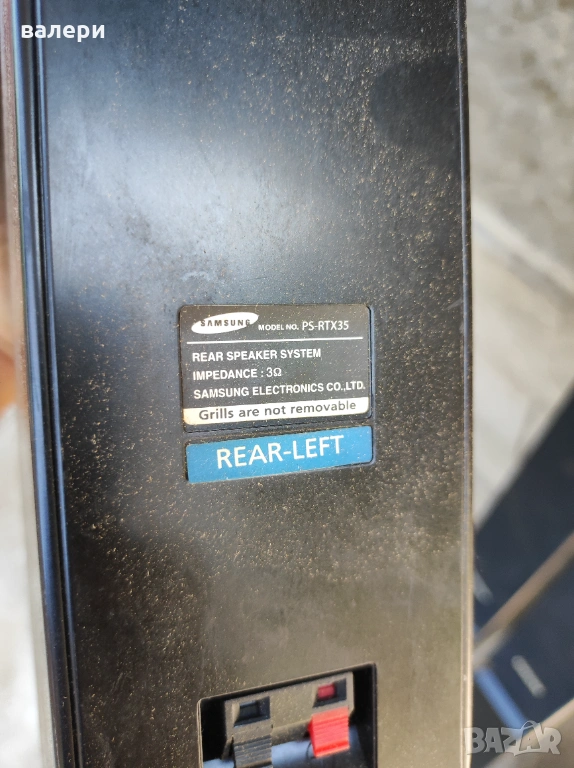 валери
SAMSUNG MODEL NO. PS-RTX35
REAR SPEAKER SYSTEM
IMPEDANCE : 3Ω
SAMSUNG ELECTRONICS CO.,LTD.
Grills are not removable
REAR-LEFT
BAZAR